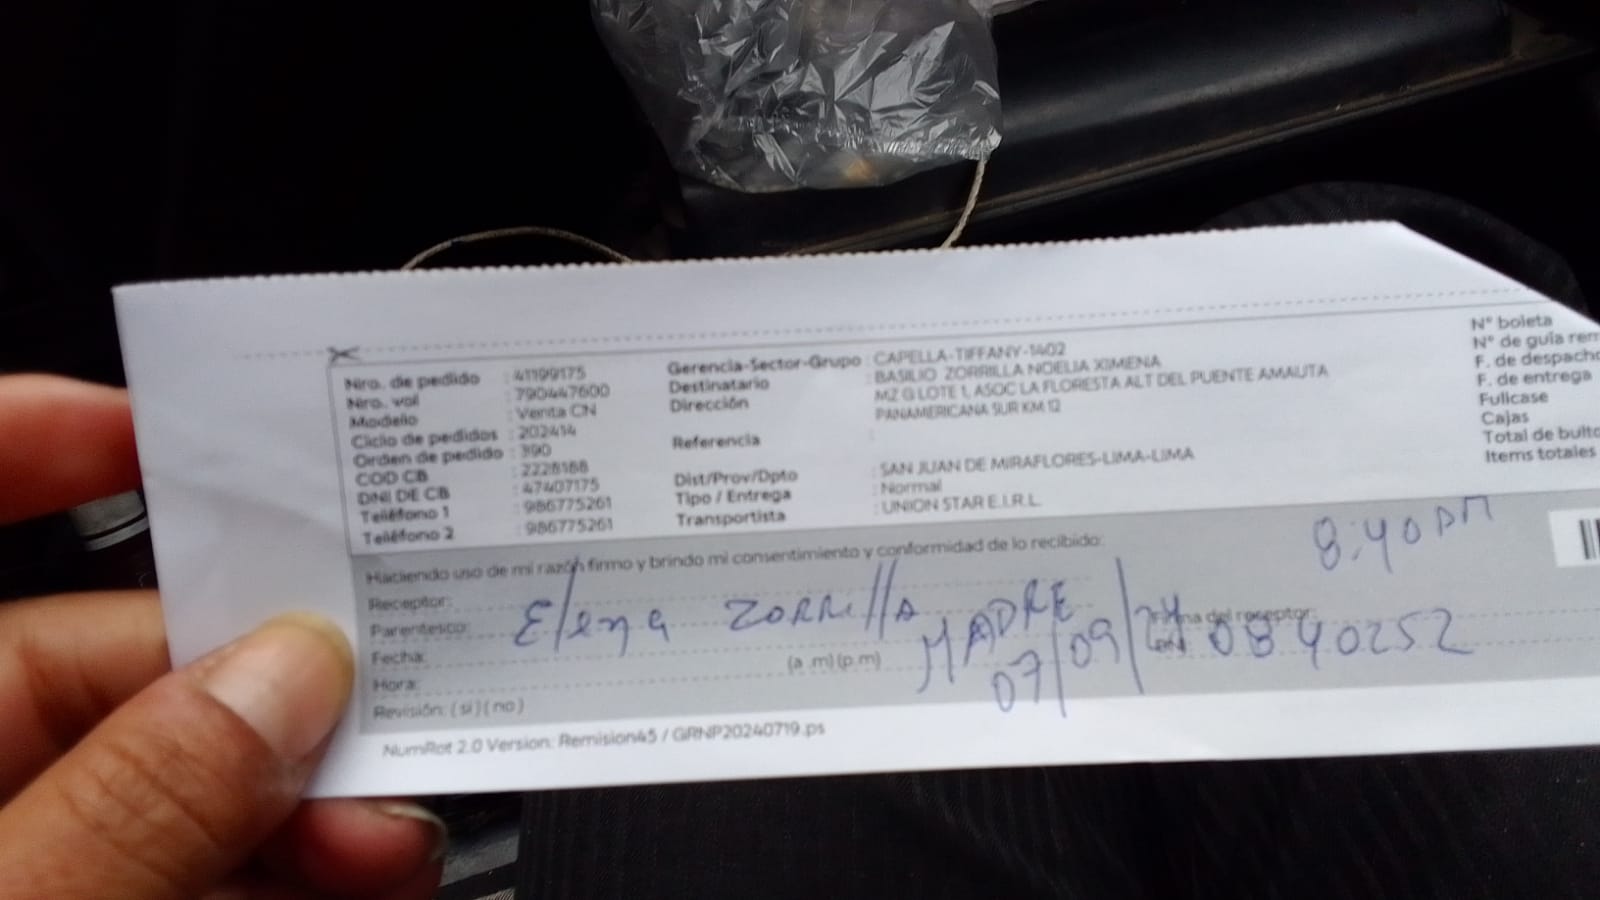 Nro. de pedido : 41199175
Nro. vol : 790447600
Modelo : Venta CN
Ciclo de pedidos : 202414
Orden de pedido : 390
COD CB : 2228188
DNI DE CB : 47407175
Teléfono 1 : 986775261
Teléfono 2 : 986775261
Gerencia-Sector-Grupo : CAPELLA-TIFFANY-1402
Destinatario : BASILIO ZORRILLA NOELIA XIMENA
Dirección : MZ G LOTE 1, ASOC LA FLORESTA ALT DEL PUENTE AMAUTA
PANAMERICANA SUR KM 12
Referencia :
Dist/Prov/Dpto : SAN JUAN DE MIRAFLORES-LIMA-LIMA
Tipo / Entrega : Normal
Transportista : UNION STAR E.I.R.L.
N° boleta
N° de guía rem
F. de despacho
F. de entrega
Fullcase
Cajas
Total de bulto
Items totales
Haciendo uso de mi razón firmo y brindo mi consentimiento y conformidad de lo recibido:
8:40 PM
Receptor:
Parentesco: Elena ZORRIllA MADRE
Fecha: 07/09/24
Hora: (a .m) (p.m)
Revisión: ( si ) ( no )
del receptor:
0840252
NumRot 2.0 Version: Remision45 / GRNP20240719.ps